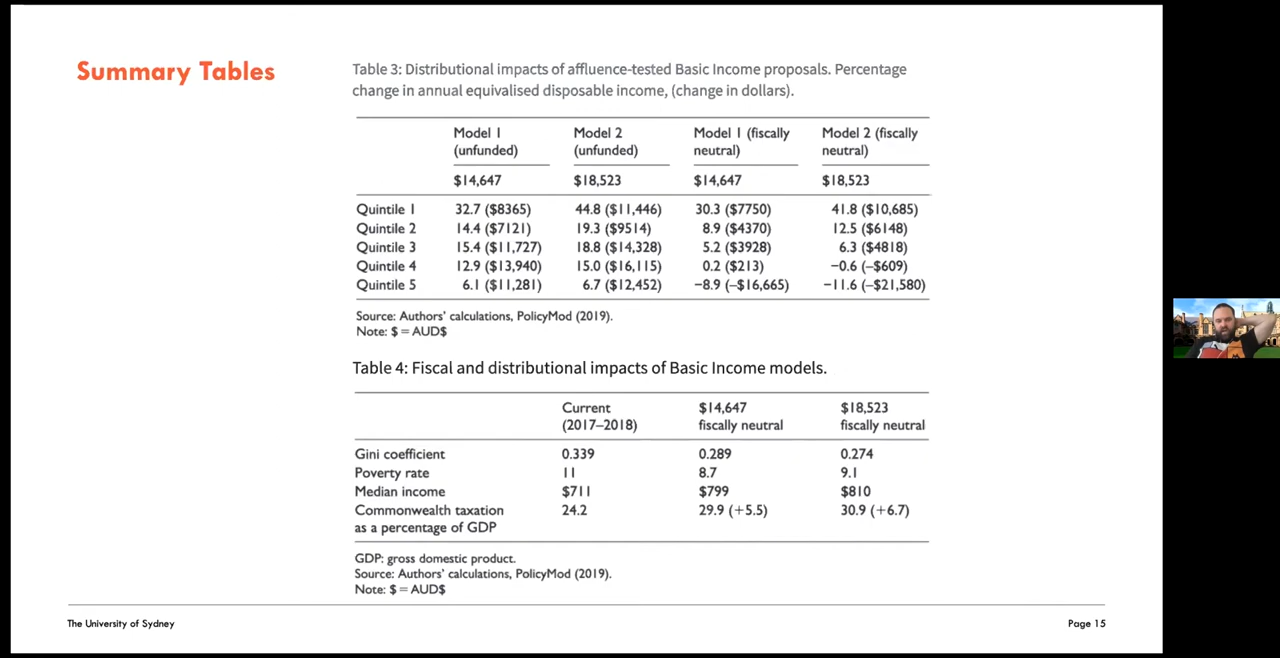 Summary Tables
Table 3: Distributional impacts of affluence-tested Basic Income proposals. Percentage
change in annual equivalised disposable income, (change in dollars).
Model 1 (unfunded) Model 2 (unfunded) Model 1 (fiscally neutral) Model 2 (fiscally neutral)
$14,647 $18,523 $14,647 $18,523
Quintile 1 32.7 ($8365) 44.8 ($11,446) 30.3 ($7750) 41.8 ($10,685)
Quintile 2 14.4 ($7121) 19.3 ($9514) 8.9 ($4370) 12.5 ($6148)
Quintile 3 15.4 ($11,727) 18.8 ($14,328) 5.2 ($3928) 6.3 ($4818)
Quintile 4 12.9 ($13,940) 15.0 ($16,115) 0.2 ($213) −0.6 (−$609)
Quintile 5 6.1 ($11,281) 6.7 ($12,452) −8.9 (−$16,665) −11.6 (−$21,580)
Source: Authors' calculations, PolicyMod (2019).
Note: $ = AUD$
Table 4: Fiscal and distributional impacts of Basic Income models.
Current (2017–2018) $14,647 fiscally neutral $18,523 fiscally neutral
Gini coefficient 0.339 0.289 0.274
Poverty rate 11 8.7 9.1
Median income $711 $799 $810
Commonwealth taxation as a percentage of GDP 24.2 29.9 (+5.5) 30.9 (+6.7)
GDP: gross domestic product.
Source: Authors' calculations, PolicyMod (2019).
Note: $ = AUD$
The University of Sydney
Page 15